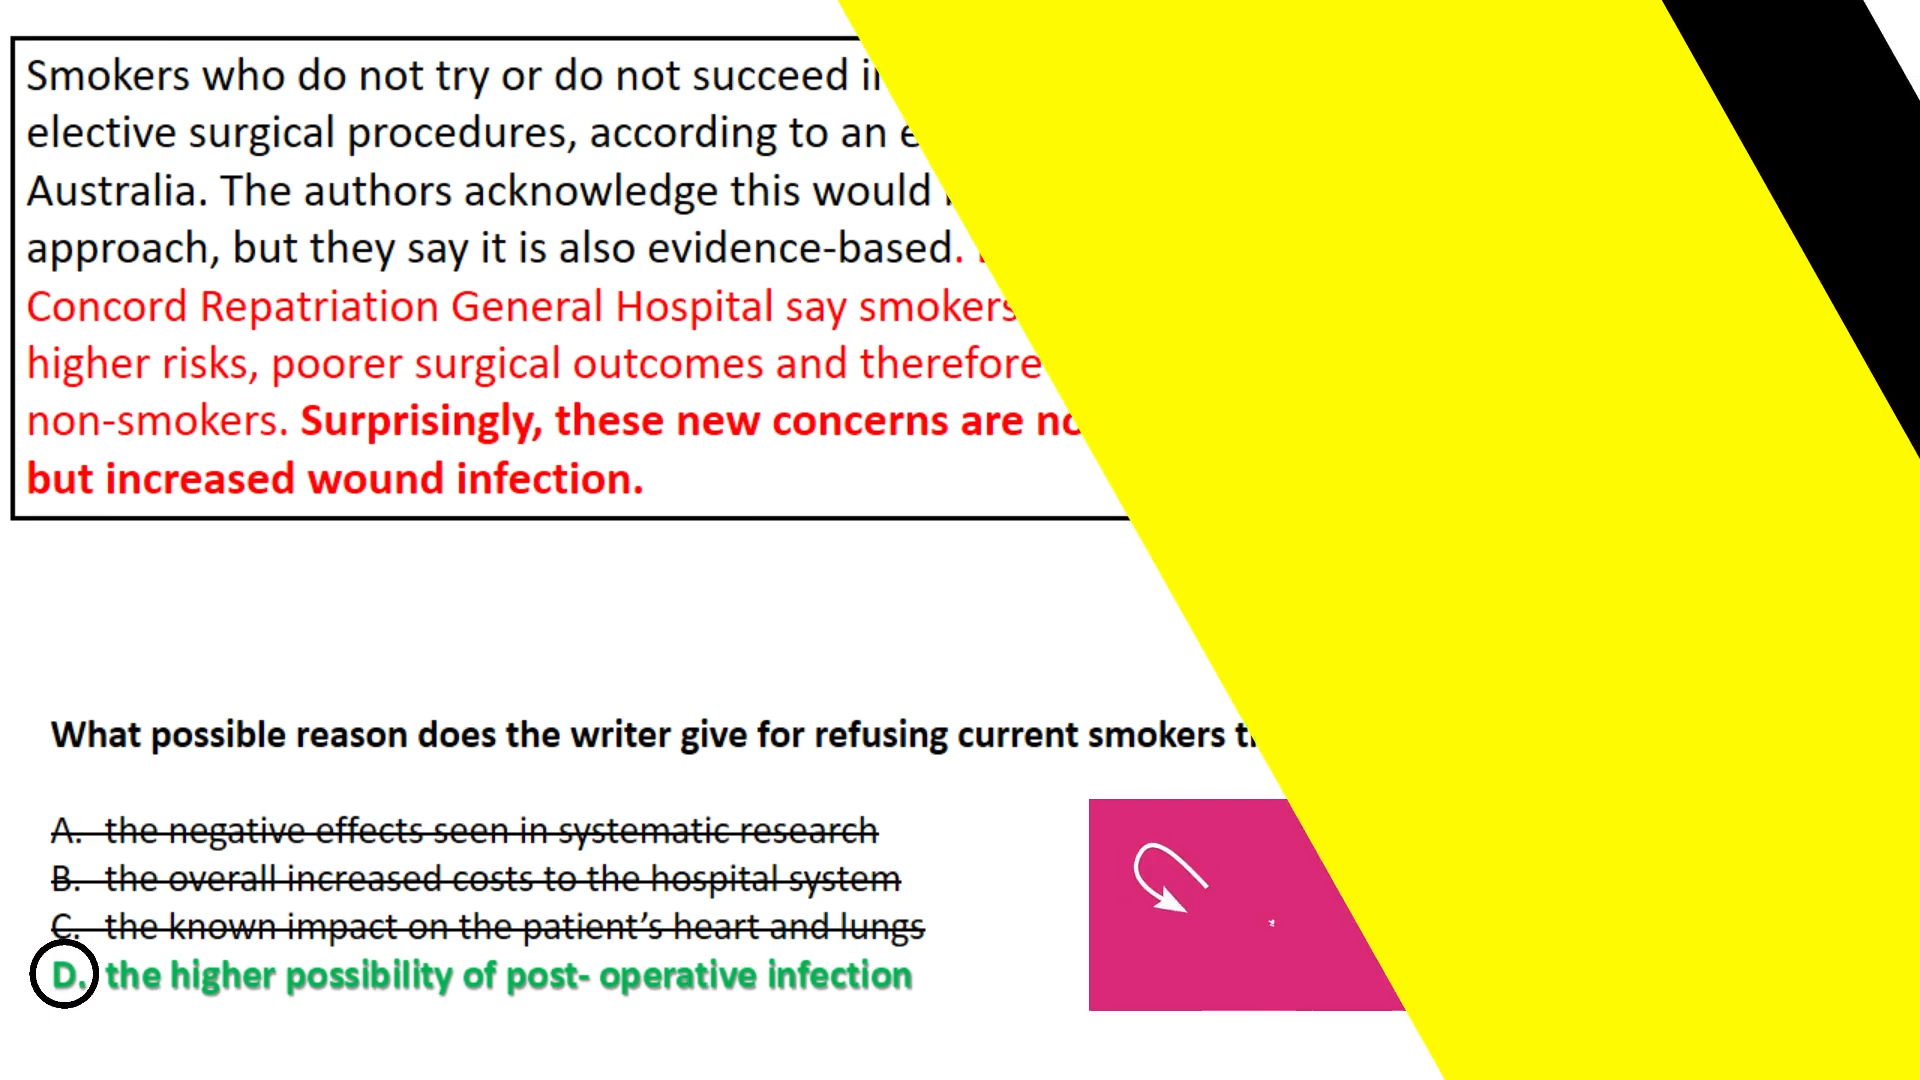 Smokers who do not try or do not succeed
elective surgical procedures, according to an
Australia. The authors acknowledge this would
approach, but they say it is also evidence-based.
Concord Repatriation General Hospital say smokers
higher risks, poorer surgical outcomes and therefore
non-smokers. Surprisingly, these new concerns are
but increased wound infection.
What possible reason does the writer give for refusing current smokers
A. the negative effects seen in systematic research
B. the overall increased costs to the hospital system
C. the known impact on the patient's heart and lungs
D. the higher possibility of post- operative infection